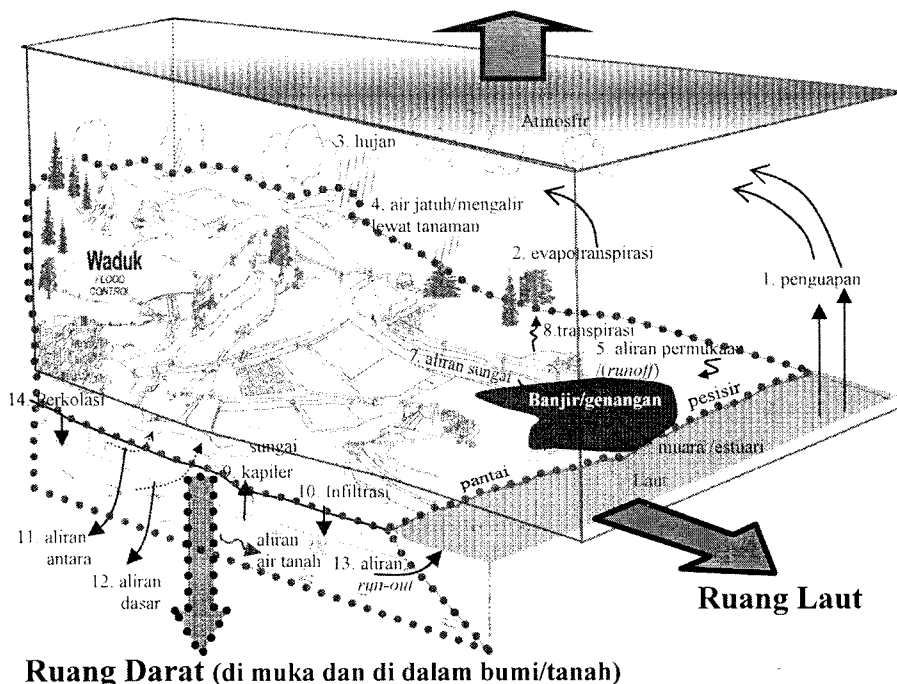 Atmosfir
3. hujan
4. air jatuh/mengalir
lewat tanaman
2. evapotranspirasi
1. penguapan
Waduk
FLOOD
CONTROL
8.transpirasi
5. aliran permukaan
/(runoff)
7. aliran sungai
Banjir/genangan
pesisir
14. Perkolasi
sungai
muara /estuari
pantai
9. kapiler
10. Infiltrasi
Laut
11. aliran
antara
aliran
air tanah
12. aliran
dasar
13. aliran
run-out
Ruang Laut
Ruang Darat (di muka dan di dalam bumi/tanah)